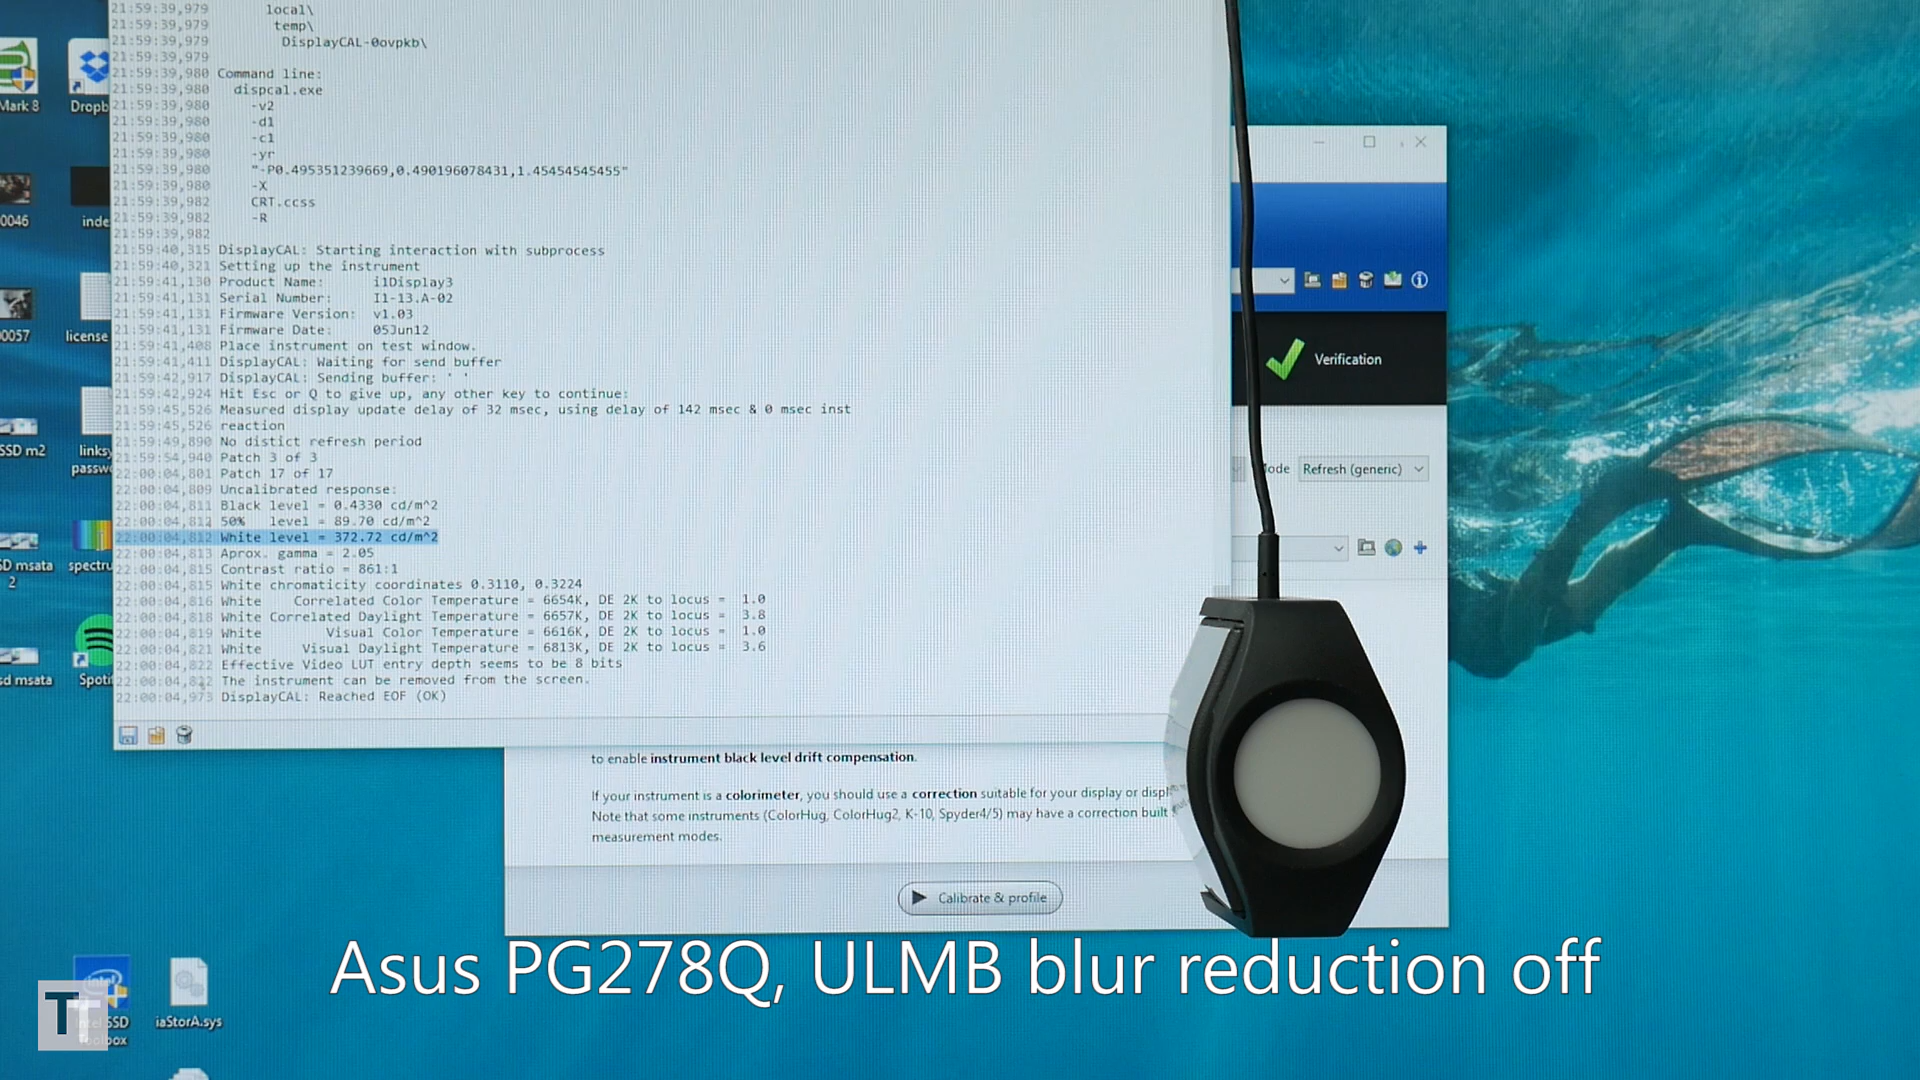 21:59:39,979 local\
21:59:39,979 temp\
21:59:39,979 DisplayCAL-0ovpkb\
21:59:39,979
21:59:39,980 Command line:
21:59:39,980 dispcal.exe
21:59:39,980 -v2
21:59:39,980 -d1
21:59:39,980 -c1
21:59:39,980 -yr
21:59:39,980 "-P0.495351239669,0.490196078431,1.45454545455"
21:59:39,980 -X
21:59:39,982 CRT.ccss
21:59:39,982 -R
21:59:39,982
21:59:40,315 DisplayCAL: Starting interaction with subprocess
21:59:40,321 Setting up the instrument
21:59:41,130 Product Name: i1Display3
21:59:41,131 Serial Number: I1-13.A-02
21:59:41,131 Firmware Version: v1.03
21:59:41,131 Firmware Date: 05Jun12
21:59:41,408 Place instrument on test window.
21:59:41,411 DisplayCAL: Waiting for send buffer
21:59:42,917 DisplayCAL: Sending buffer: ' '
21:59:42,924 Hit Esc or Q to give up, any other key to continue:
21:59:45,526 Measured display update delay of 32 msec, using delay of 142 msec & 0 msec inst
21:59:45,526 reaction
21:59:49,890 No distict refresh period
21:59:54,940 Patch 3 of 3
22:00:04,801 Patch 17 of 17
22:00:04,809 Uncalibrated response:
22:00:04,811 Black level = 0.4330 cd/m^2
22:00:04,812 50% level = 89.70 cd/m^2
22:00:04,812 White level = 372.72 cd/m^2
22:00:04,813 Aprox. gamma = 2.05
22:00:04,815 Contrast ratio = 861:1
22:00:04,815 White chromaticity coordinates 0.3110, 0.3224
22:00:04,816 White Correlated Color Temperature = 6654K, DE 2K to locus = 1.0
22:00:04,818 White Correlated Daylight Temperature = 6657K, DE 2K to locus = 3.8
22:00:04,819 White Visual Color Temperature = 6616K, DE 2K to locus = 1.0
22:00:04,821 White Visual Daylight Temperature = 6813K, DE 2K to locus = 3.6
22:00:04,822 Effective Video LUT entry depth seems to be 8 bits
22:00:04,822 The instrument can be removed from the screen.
22:00:04,973 DisplayCAL: Reached EOF (OK)
Mark 8
Dropb
0046
inde
0057
license
SSD m2
links
passw
D msata
2
spectru
sd msata
Spoti
Verification
Mode Refresh (generic)
to enable instrument black level drift compensation.
If your instrument is a colorimeter, you should use a correction suitable for your display or displ
Note that some instruments (ColorHug, ColorHug2, K-10, Spyder4/5) may have a correction built
measurement modes.
Calibrate & profile
Asus PG278Q, ULMB blur reduction off
intel
Intel SSD
Toolbox
iaStorA.sys
TT